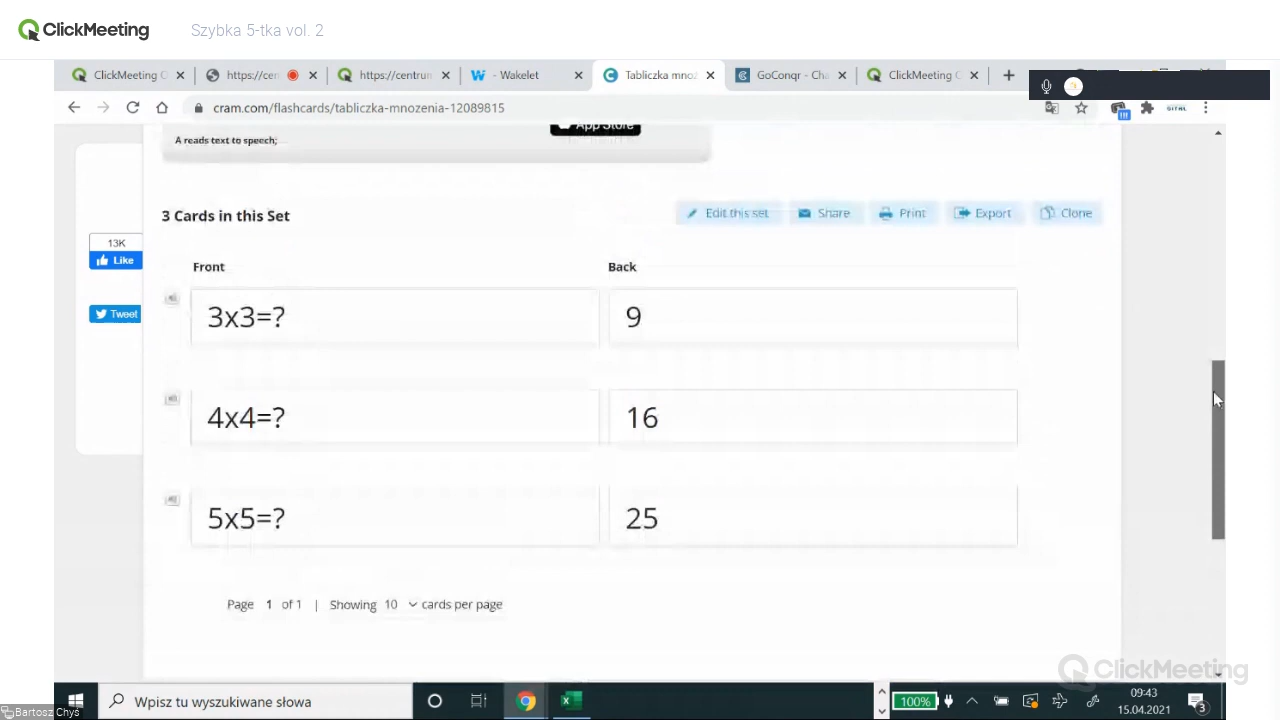 ClickMeeting Szybka 5-tka vol. 2
ClickMeeting https://cen https://centrum - Wakelet Tabliczka mno GoConqr - Cha ClickMeeting
cram.com/flashcards/tabliczka-mnozenia-12089815
App Store
A reads text to speech;
3 Cards in this Set Edit this set Share Print Export Clone
13K
Like
Tweet
Front Back
3x3=? 9
4x4=? 16
5x5=? 25
Page 1 of 1 | Showing 10 cards per page
ClickMeeting
Wpisz tu wyszukiwane słowa 100% 09:43
15.04.2021 3
Bartosz Chys